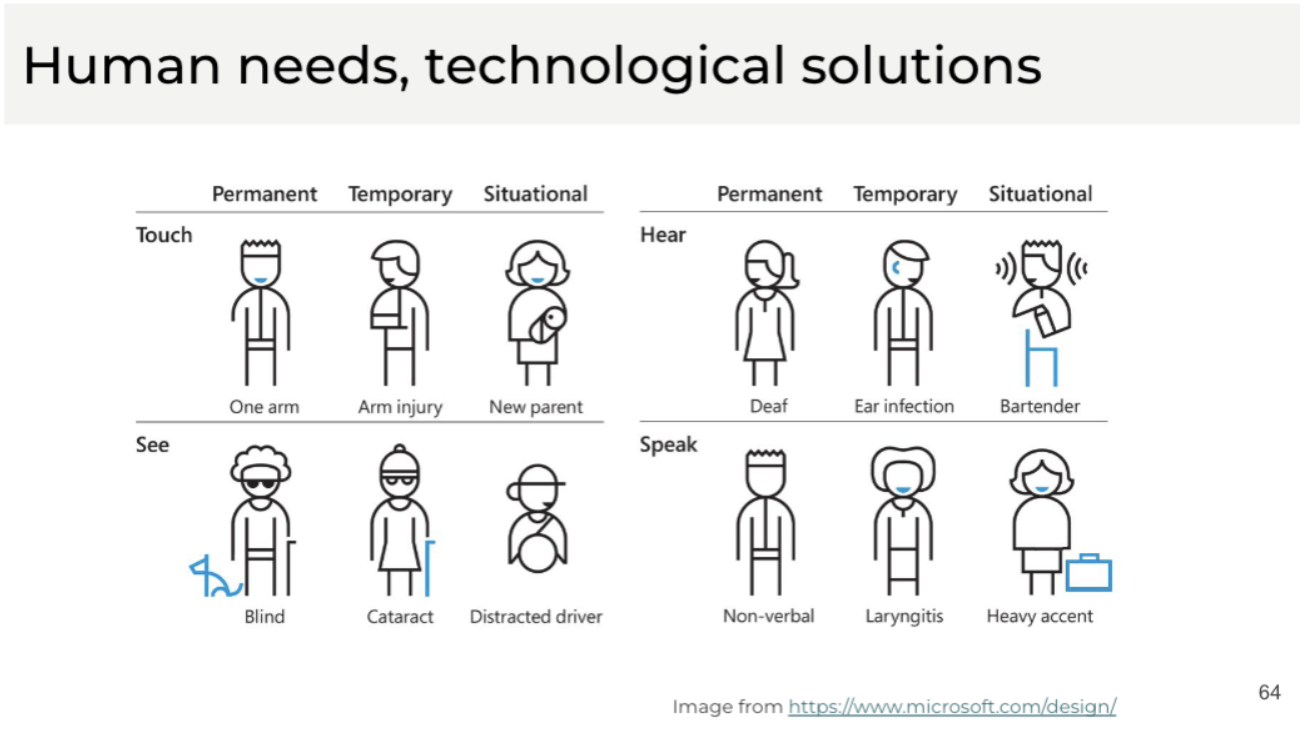 Human needs, technological solutions
Permanent Temporary Situational
Touch
One arm Arm injury New parent
See
Blind Cataract Distracted driver
Permanent Temporary Situational
Hear
Deaf Ear infection Bartender
Speak
Non-verbal Laryngitis Heavy accent
Image from https://www.microsoft.com/design/
64